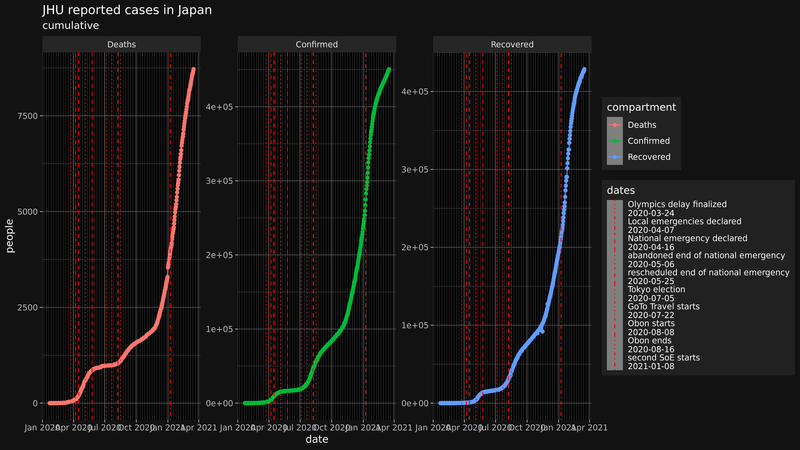 JHU reported cases in Japan
cumulative
Deaths
Confirmed
Recovered
people
7500
5000
2500
0
4e+05
3e+05
2e+05
1e+05
0e+00
4e+05
3e+05
2e+05
1e+05
0e+00
Jan 2020 Apr 2020 Jul 2020 Oct 2020 Jan 2021 Apr 2021
Jan 2020 Apr 2020 Jul 2020 Oct 2020 Jan 2021 Apr 2021
Jan 2020 Apr 2020 Jul 2020 Oct 2020 Jan 2021 Apr 2021
date
compartment
Deaths
Confirmed
Recovered
dates
Olympics delay finalized
2020-03-24
Local emergencies declared
2020-04-07
National emergency declared
2020-04-16
abandoned end of national emergency
2020-05-06
rescheduled end of national emergency
2020-05-25
Tokyo election
2020-07-05
GoTo Travel starts
2020-07-22
Obon starts
2020-08-08
Obon ends
2020-08-16
second SoE starts
2021-01-08